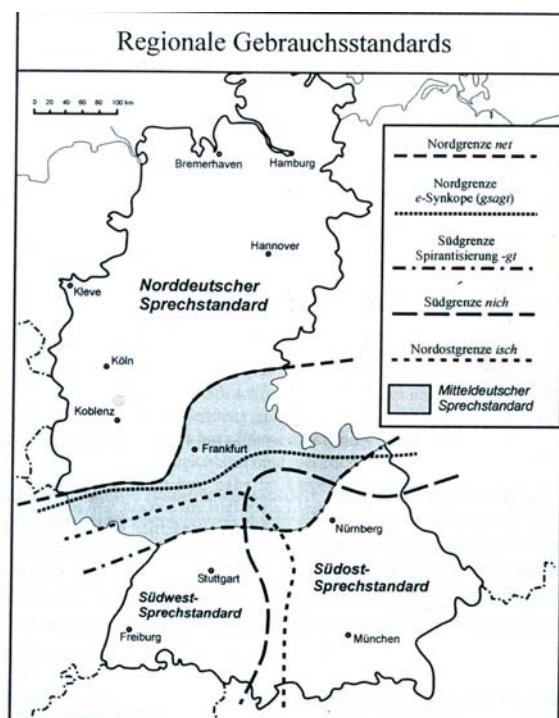 Regionale Gebrauchsstandards
0 20 40 60 80 100 km
Bremerhaven
Hamburg
Hannover
Norddeutscher
Sprechstandard
Kleve
Köln
Koblenz
Frankfurt
Nürnberg
Stuttgart
Südwest-
Sprechstandard
Südost-
Sprechstandard
Freiburg
München
Nordgrenze net
Nordgrenze
e-Synkope (gsagt)
Südgrenze
Spirantisierung -gt
Südgrenze nich
Nordostgrenze isch
Mitteldeutscher
Sprechstandard